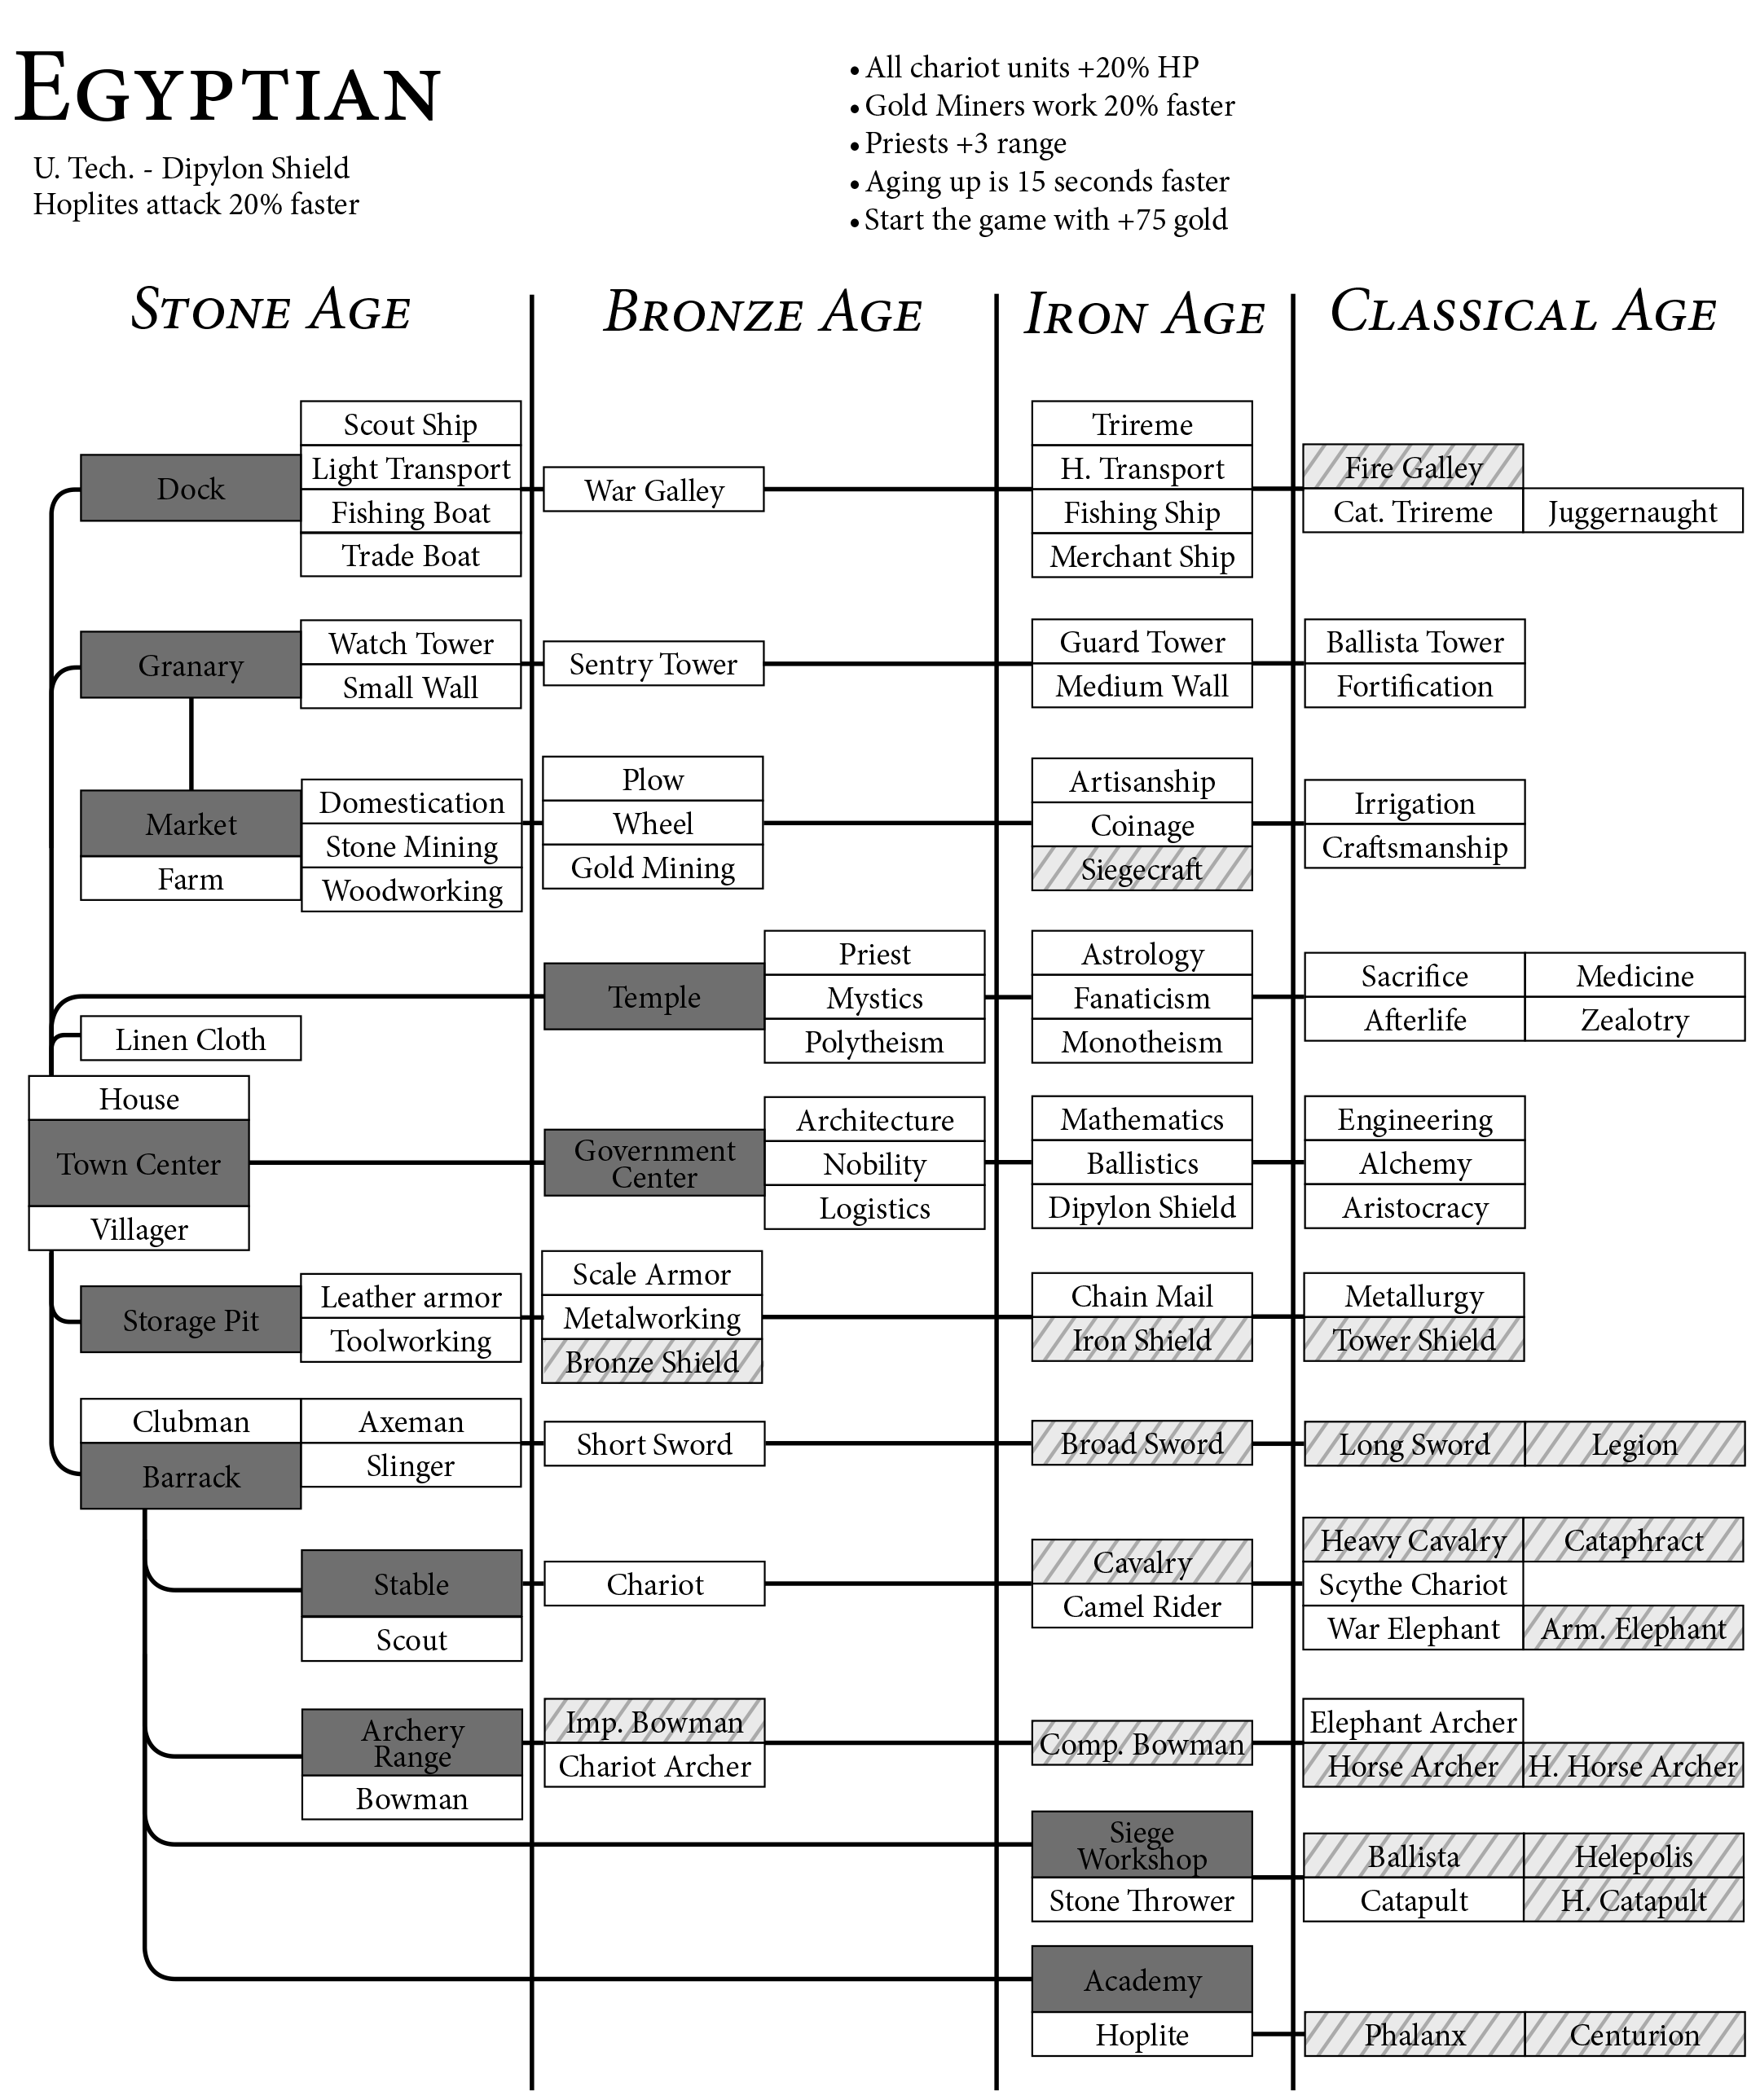 EGYPTIAN
U. Tech. - Dipylon Shield
Hoplites attack 20% faster
• All chariot units +20% HP
• Gold Miners work 20% faster
• Priests +3 range
• Aging up is 15 seconds faster
• Start the game with +75 gold
STONE AGE
BRONZE AGE
IRON AGE
CLASSICAL AGE
Dock
Scout Ship
Light Transport
Fishing Boat
Trade Boat
War Galley
Trireme
H. Transport
Fishing Ship
Merchant Ship
Fire Galley
Cat. Trireme
Juggernaught
Granary
Watch Tower
Small Wall
Sentry Tower
Guard Tower
Medium Wall
Ballista Tower
Fortification
Market
Farm
Domestication
Stone Mining
Woodworking
Plow
Wheel
Gold Mining
Artisanship
Coinage
Siegecraft
Irrigation
Craftsmanship
Temple
Priest
Mystics
Polytheism
Astrology
Fanaticism
Monotheism
Sacrifice
Medicine
Afterlife
Zealotry
Linen Cloth
House
Town Center
Villager
Government
Center
Architecture
Nobility
Logistics
Mathematics
Ballistics
Dipylon Shield
Engineering
Alchemy
Aristocracy
Storage Pit
Leather armor
Toolworking
Scale Armor
Metalworking
Bronze Shield
Chain Mail
Iron Shield
Metallurgy
Tower Shield
Clubman
Barrack
Axeman
Slinger
Short Sword
Broad Sword
Long Sword
Legion
Stable
Scout
Chariot
Cavalry
Camel Rider
Heavy Cavalry
Cataphract
Scythe Chariot
War Elephant
Arm. Elephant
Archery
Range
Bowman
Imp. Bowman
Chariot Archer
Comp. Bowman
Elephant Archer
Horse Archer
H. Horse Archer
Siege
Workshop
Stone Thrower
Ballista
Helepolis
Catapult
H. Catapult
Academy
Hoplite
Phalanx
Centurion